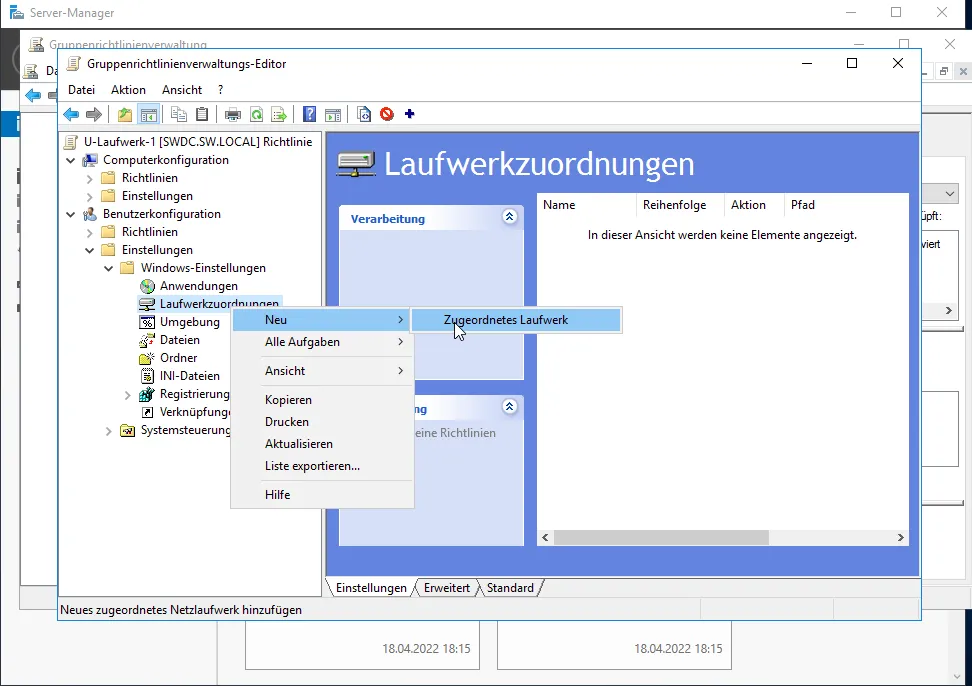 Server-Manager
Gruppenrichtlinienverwaltung
Gruppenrichtlinienverwaltungs-Editor
Da
Datei Aktion Ansicht ?
U-Laufwerk-1 [SWDC.SW.LOCAL] Richtlinie
Computerkonfiguration
Richtlinien
Einstellungen
Benutzerkonfiguration
Richtlinien
Einstellungen
Windows-Einstellungen
Anwendungen
Laufwerkzuordnungen
Umgebung
Dateien
Ordner
INI-Dateien
Registrierung
Verknüpfung
Systemsteuerung
Neu
Alle Aufgaben
Ansicht
Kopieren
Drucken
Aktualisieren
Liste exportieren...
Hilfe
Zugeordnetes Laufwerk
Laufwerkzuordnungen
Verarbeitung
ng
eine Richtlinien
Name Reihenfolge Aktion Pfad
In dieser Ansicht werden keine Elemente angezeigt.
üpft:
viert
Einstellungen Erweitert Standard
Neues zugeordnetes Netzlaufwerk hinzufügen
18.04.2022 18:15 18.04.2022 18:15